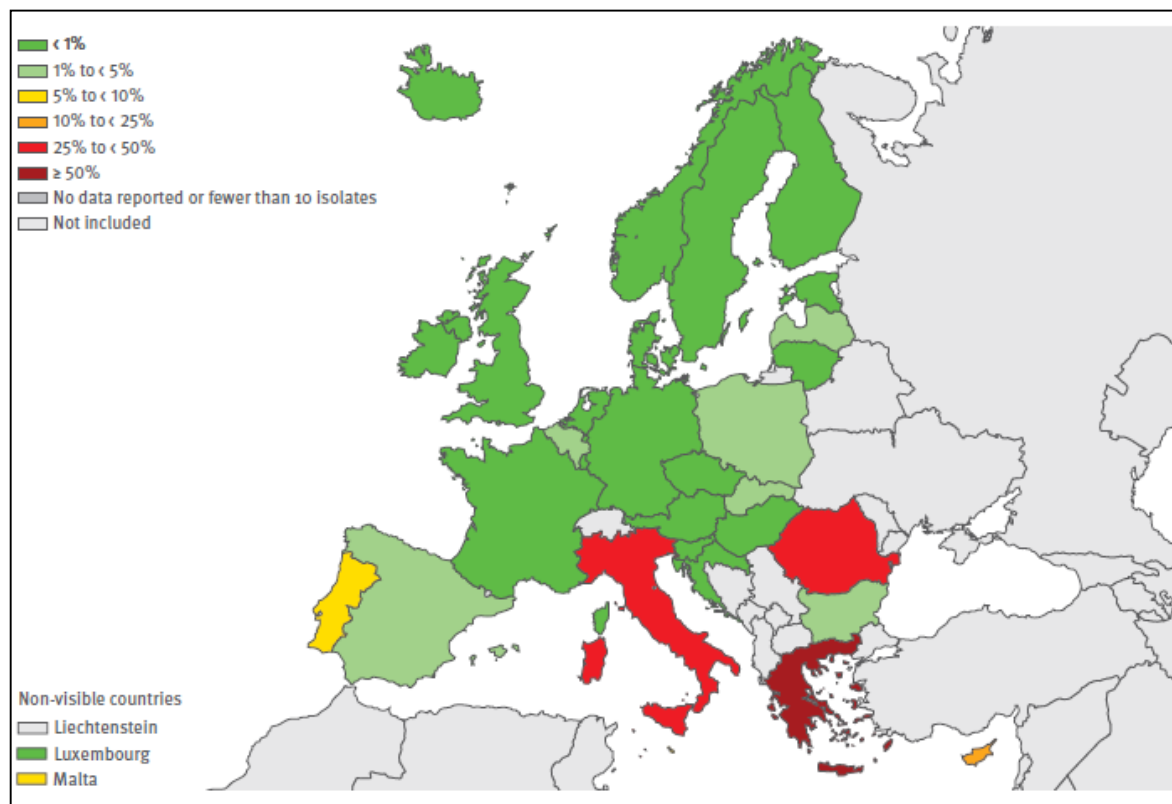 < 1%
1% to < 5%
5% to < 10%
10% to < 25%
25% to < 50%
≥ 50%
No data reported or fewer than 10 isolates
Not included
Non-visible countries
Liechtenstein
Luxembourg
Malta